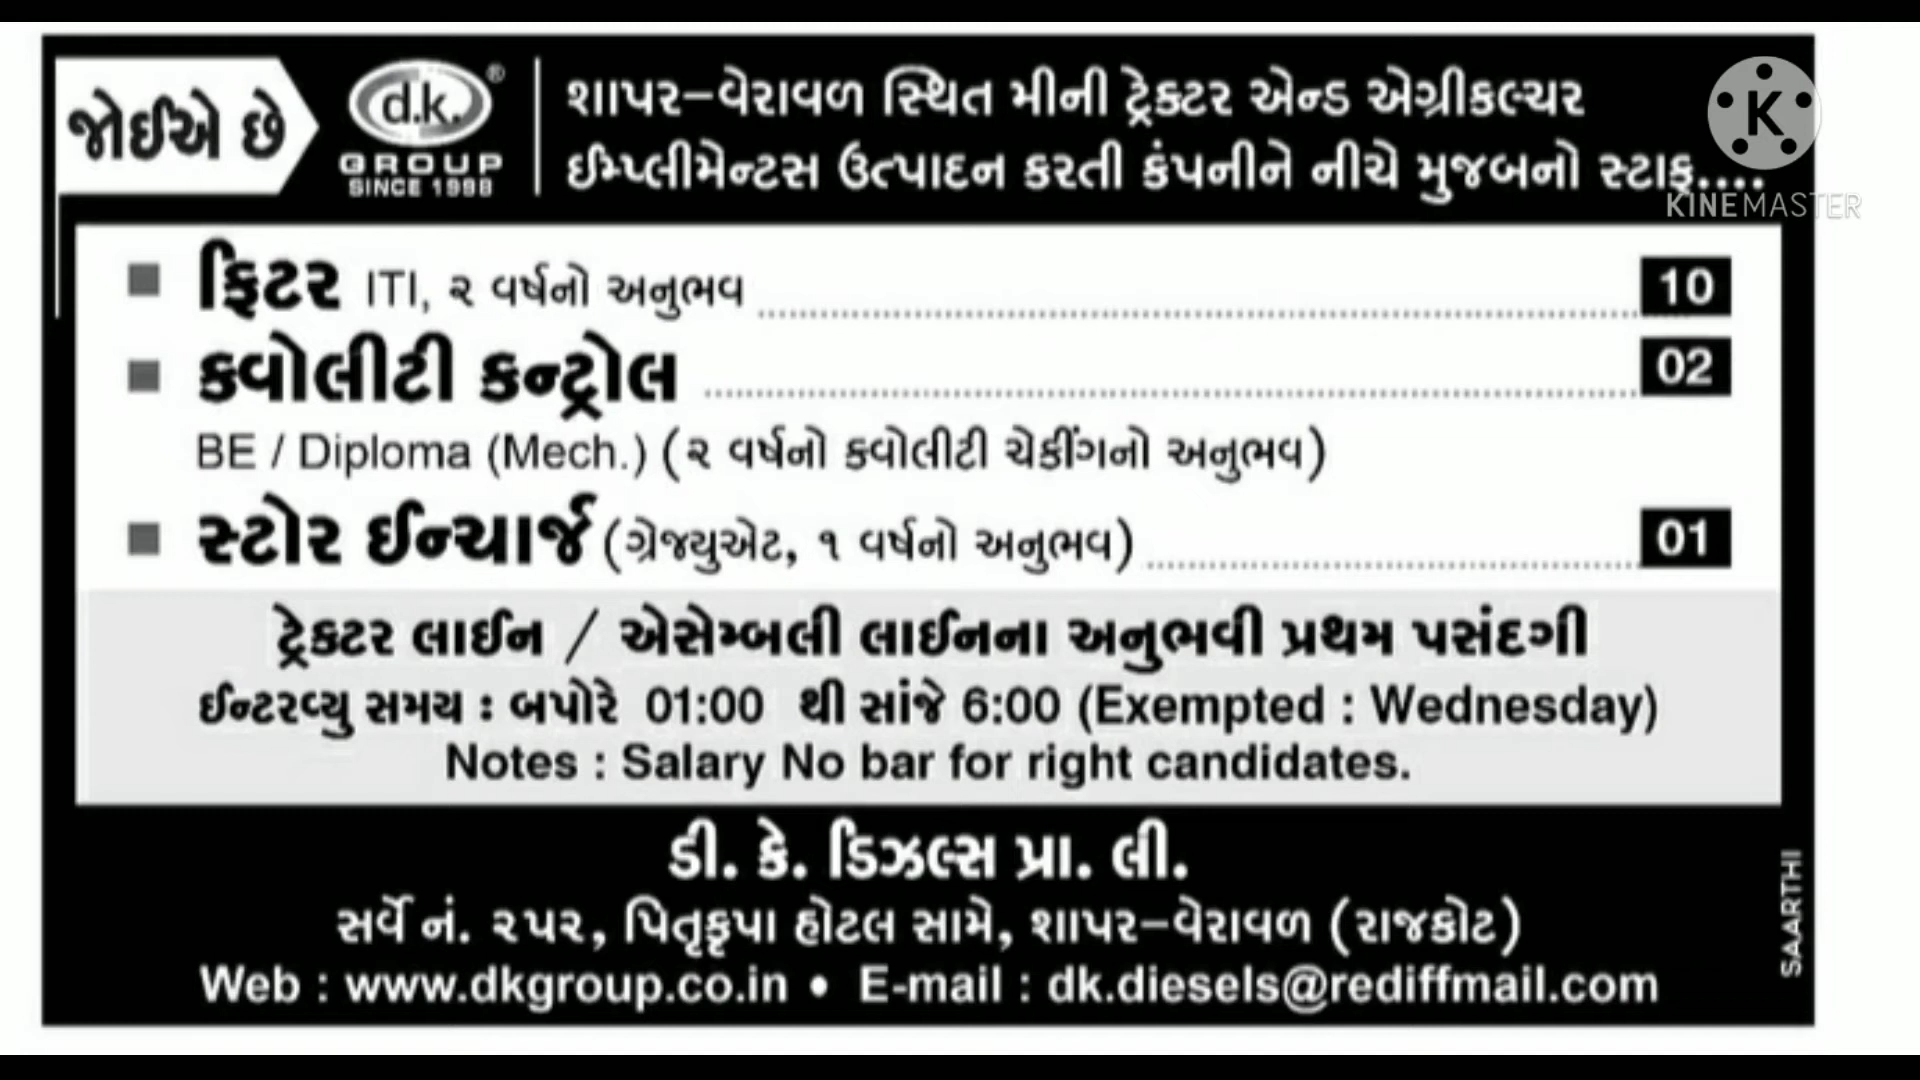 જોઈએ છે
d.k.®
GROUP
SINCE 1998
શાપર-વેરાવળ સ્થિત મીની ટ્રેક્ટર એન્ડ એગ્રીકલ્ચર
ઈમ્પ્લીમેન્ટસ ઉત્પાદન કરતી કંપનીને નીચે મુજબનો સ્ટાફ....
K
KINEMASTER
■ ફિટર ITI, ૨ વર્ષનો અનુભવ 10
■ કવોલીટી કન્ટ્રોલ 02
BE / Diploma (Mech.) (૨ વર્ષનો કવોલીટી ચેકીંગનો અનુભવ)
■ સ્ટોર ઈન્ચાર્જ (ગ્રેજ્યુએટ, ૧ વર્ષનો અનુભવ) 01
ટ્રેક્ટર લાઈન / એસેમ્બલી લાઈનના અનુભવી પ્રથમ પસંદગી
ઈન્ટરવ્યુ સમય : બપોરે 01:00 થી સાંજે 6:00 (Exempted : Wednesday)
Notes : Salary No bar for right candidates.
ડી. કે. ડિઝલ્સ પ્રા. લી.
સર્વે નં. ૨૫૨, પિતૃકૃપા હોટલ સામે, શાપર-વેરાવળ (રાજકોટ)
Web : www.dkgroup.co.in • E-mail : dk.diesels@rediffmail.com
SAARTHI